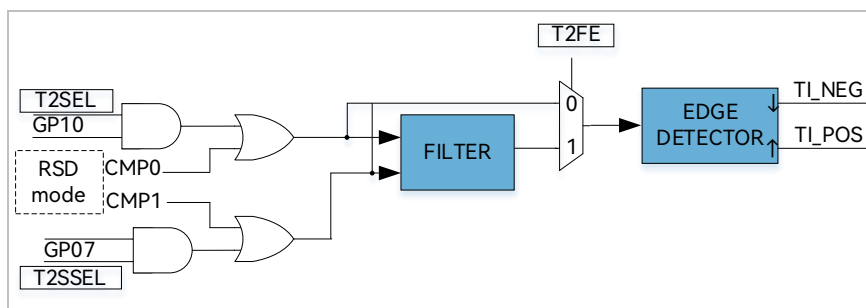 T2FE
T2SEL
GP10
0
1
EDGE
DETECTOR
↓
↑
TI_NEG
TI_POS
FILTER
RSD
mode
CMP0
CMP1
GP07
T2SSEL